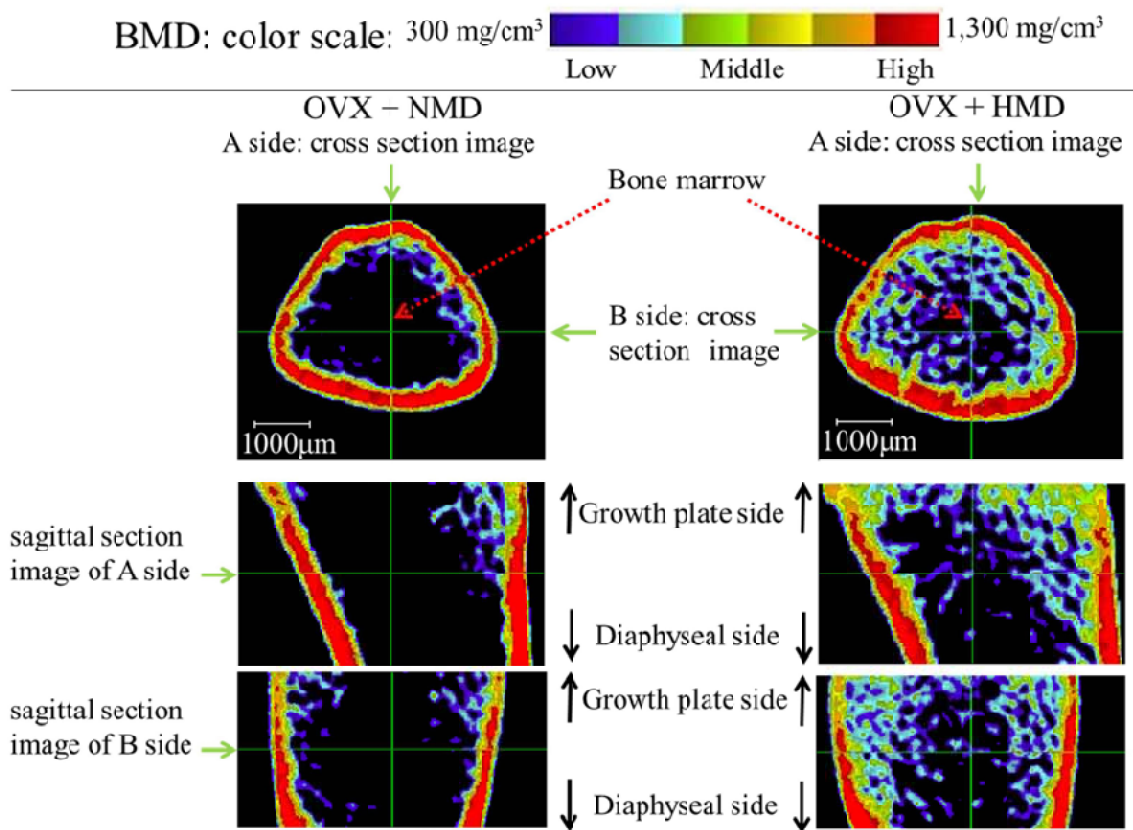 BMD: color scale: 300 mg/cm³ 1,300 mg/cm³
Low Middle High
OVX − NMD
A side: cross section image
OVX + HMD
A side: cross section image
Bone marrow
B side: cross
section image
1000µm
1000µm
sagittal section
image of A side
Growth plate side
Diaphyseal side
sagittal section
image of B side
Growth plate side
Diaphyseal side